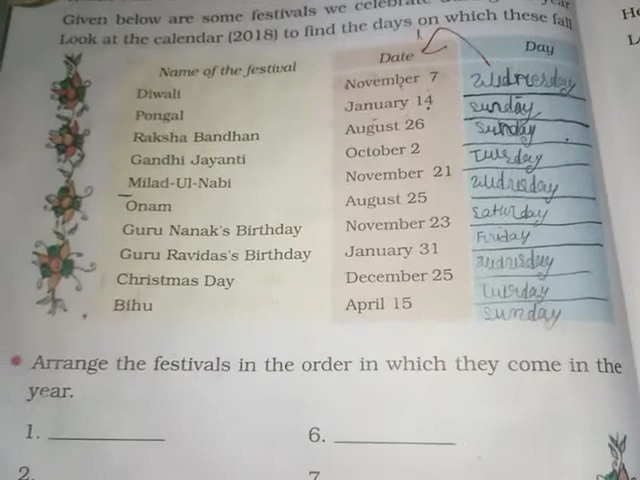 Given below are some festivals we celebrate year
Look at the calendar (2018) to find the days on which these fall
Name of the festival Date Day
Diwali November 7 Wednesday
Pongal January 14 Sunday
Raksha Bandhan August 26 Sunday
Gandhi Jayanti October 2 Tuesday
Milad-Ul-Nabi November 21 Wednesday
Onam August 25 Saturday
Guru Nanak's Birthday November 23 Friday
Guru Ravidas's Birthday January 31 Wednesday
Christmas Day December 25 Tuesday
Bihu April 15 Sunday
• Arrange the festivals in the order in which they come in the
year.
1. 6.
2. 7